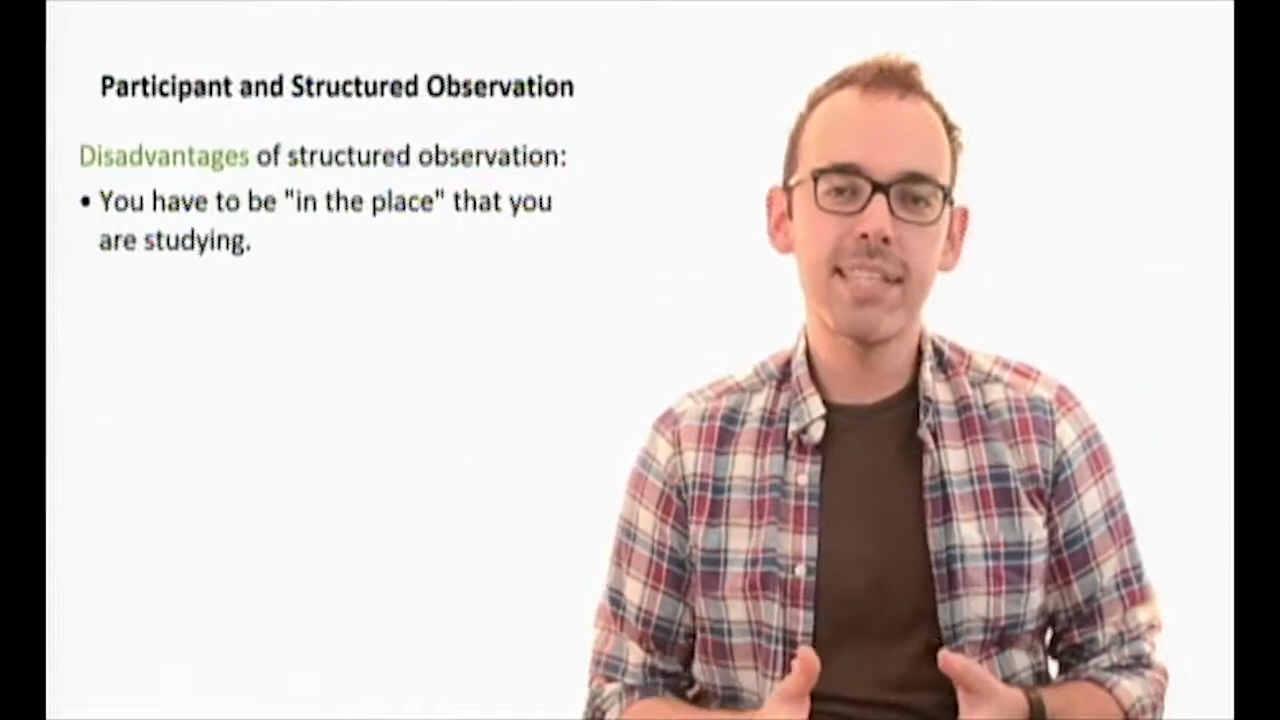 Participant and Structured Observation
Disadvantages of structured observation:
• You have to be "in the place" that you
are studying.